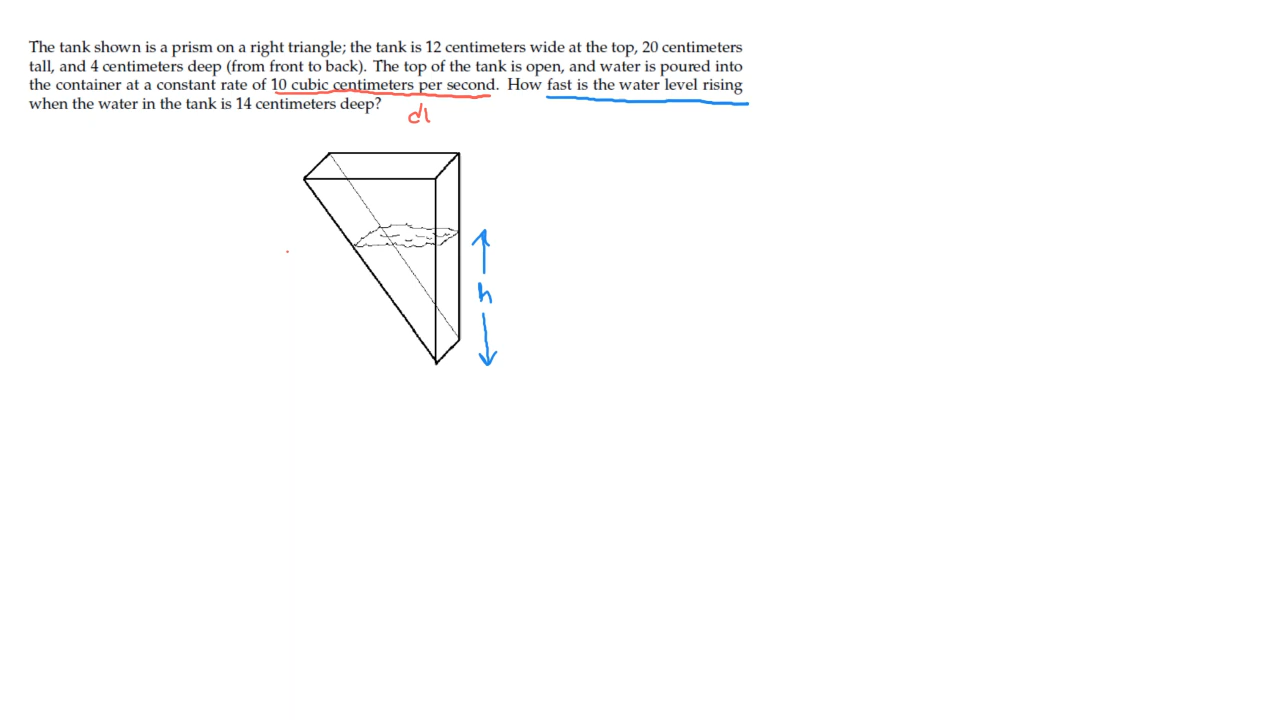 The tank shown is a prism on a right triangle; the tank is 12 centimeters wide at the top, 20 centimeters
tall, and 4 centimeters deep (from front to back). The top of the tank is open, and water is poured into
the container at a constant rate of 10 cubic centimeters per second. How fast is the water level rising
when the water in the tank is 14 centimeters deep?
d
h